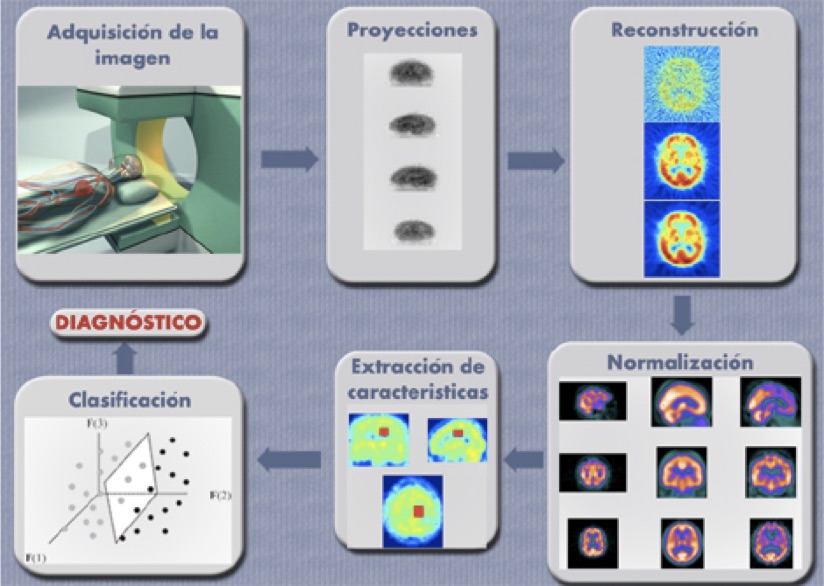 Adquisición de la
imagen
Proyecciones
Reconstrucción
Normalización
Extracción de
caracteristicas
Clasificación
F(3)
F(2)
F(1)
DIAGNÓSTICO